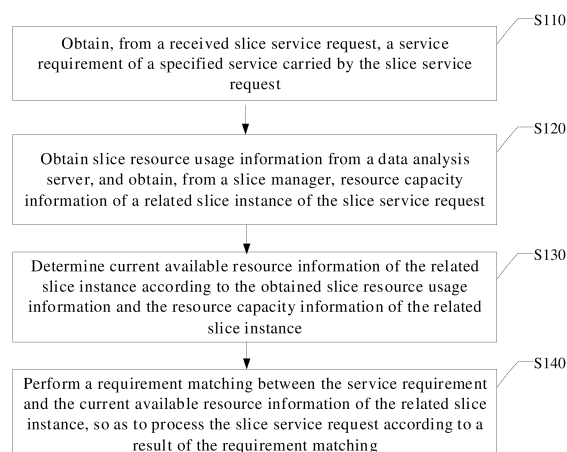 S110
Obtain, from a received slice service request, a service
requirement of a specified service carried by the slice service
request
S120
Obtain slice resource usage information from a data analysis
server, and obtain, from a slice manager, resource capacity
information of a related slice instance of the slice service request
S130
Determine current available resource information of the related
slice instance according to the obtained slice resource usage
information and the resource capacity information of the related
slice instance
S140
Perform a requirement matching between the service requirement
and the current available resource information of the related slice
instance, so as to process the slice service request according to a
result of the requirement matching